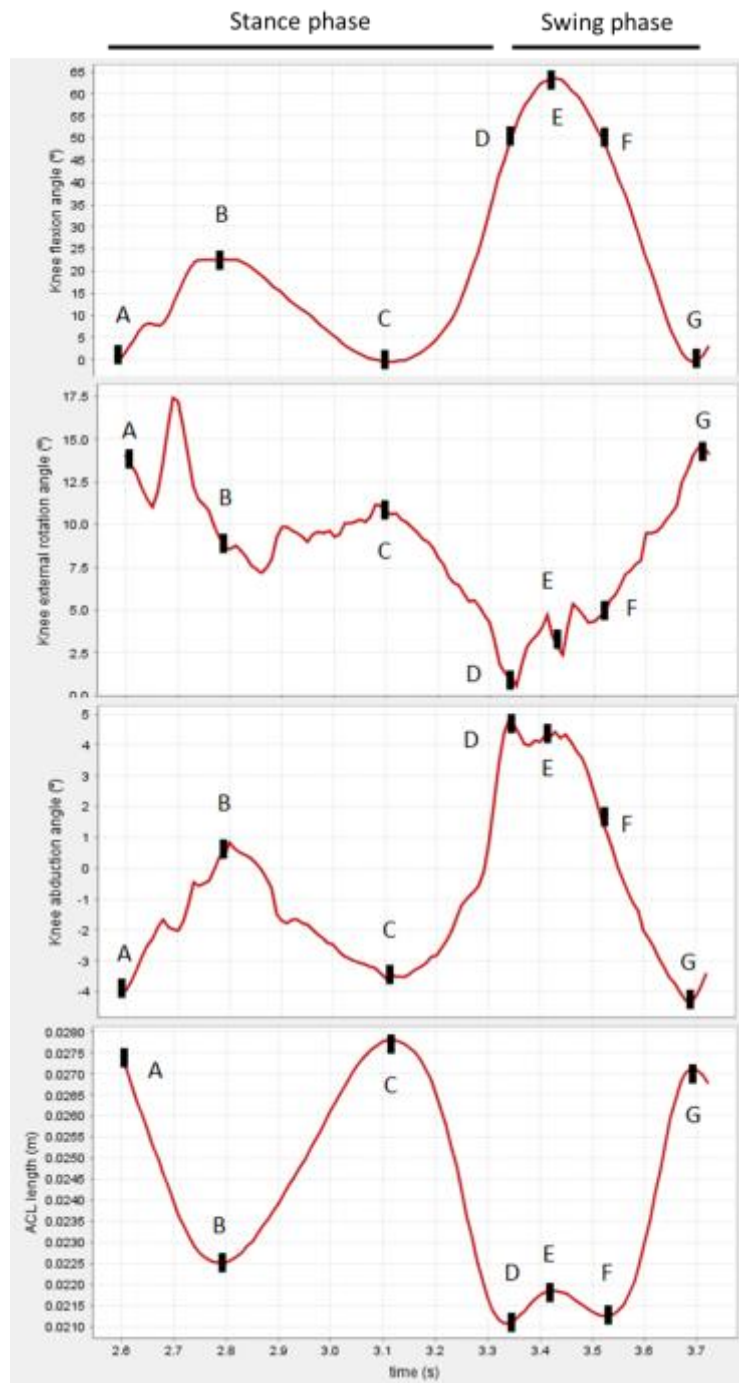 Stance phase Swing phase
65
60
55
50
45
40
35
30
25
20
15
10
5
0
Knee flexion angle (º)
A
B
C
D
E
F
G
17.5
15.0
12.5
10.0
7.5
5.0
2.5
0.0
Knee external rotation angle (º)
A
B
C
D
E
F
G
5
4
3
2
1
0
-1
-2
-3
-4
Knee abduction angle (º)
A
B
C
D
E
F
G
0.0280
0.0275
0.0270
0.0265
0.0260
0.0255
0.0250
0.0245
0.0240
0.0235
0.0230
0.0225
0.0220
0.0215
0.0210
ACL length (m)
A
B
C
D
E
F
G
2.6 2.7 2.8 2.9 3.0 3.1 3.2 3.3 3.4 3.5 3.6 3.7
time (s)